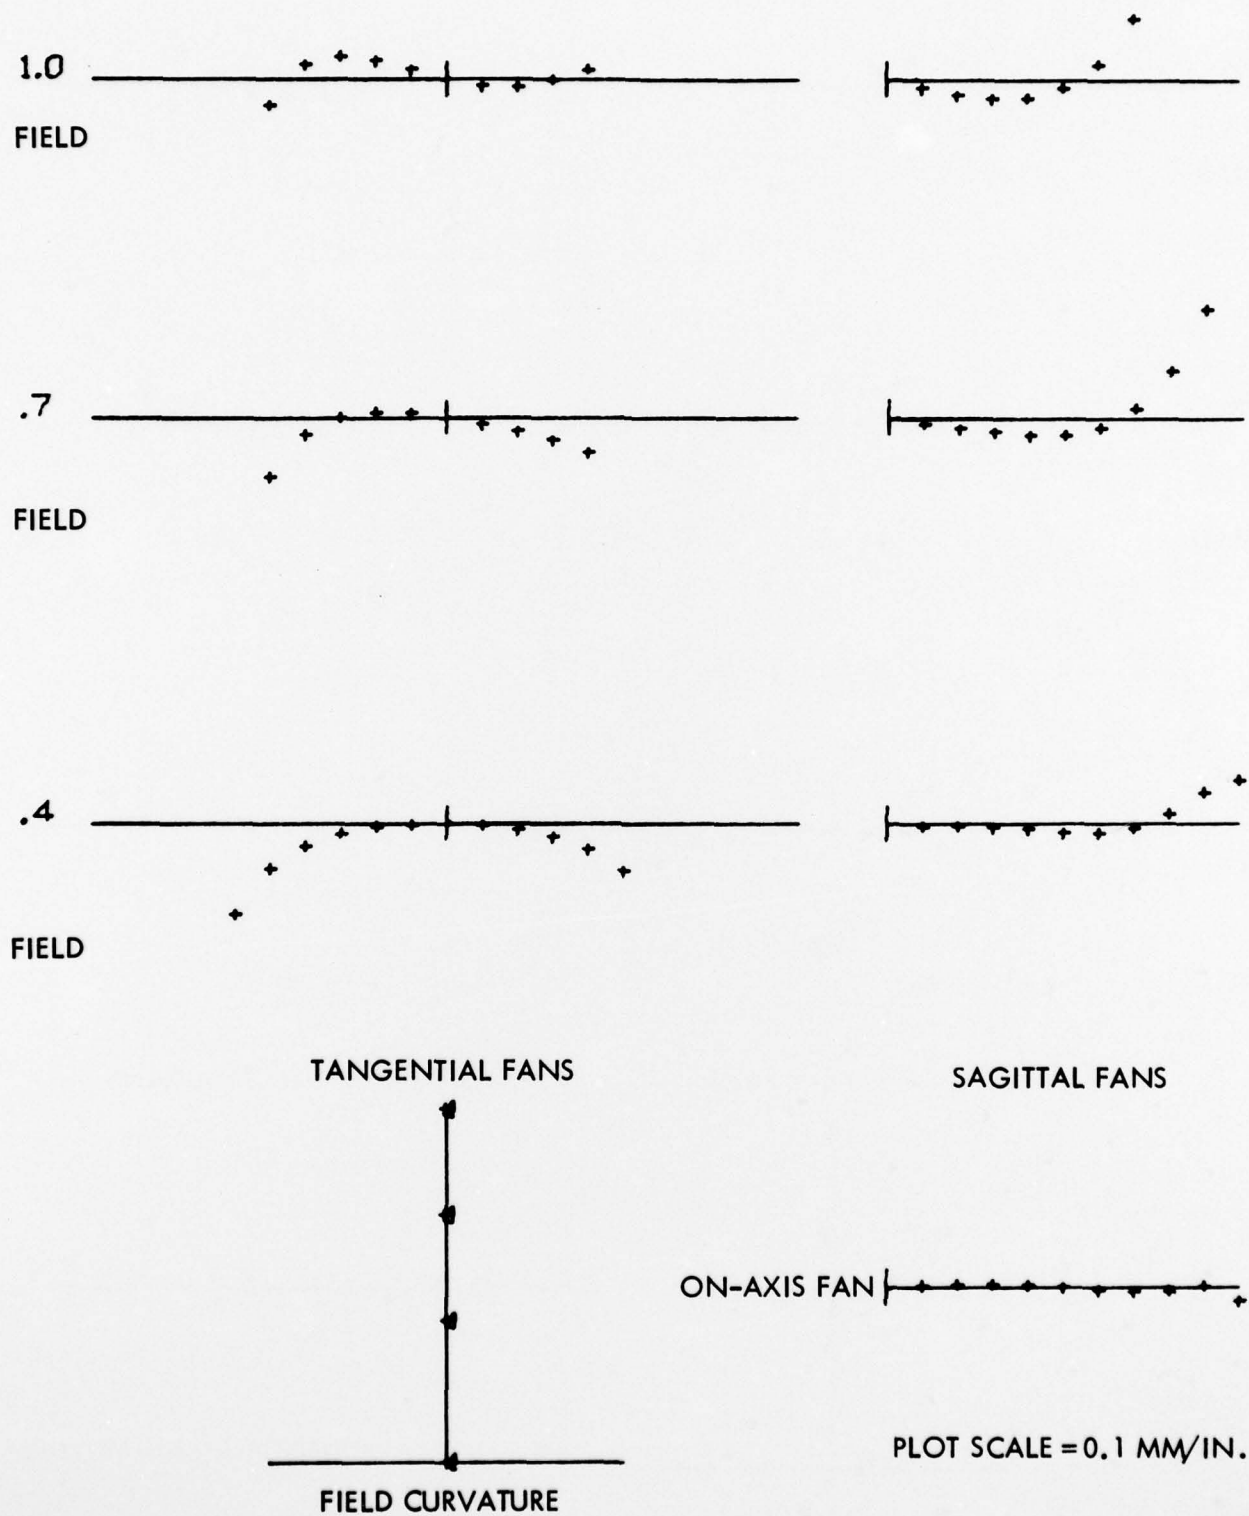 1.0
FIELD
.7
FIELD
.4
FIELD
TANGENTIAL FANS
SAGITTAL FANS
ON-AXIS FAN
PLOT SCALE = 0.1 MM/IN.
FIELD CURVATURE